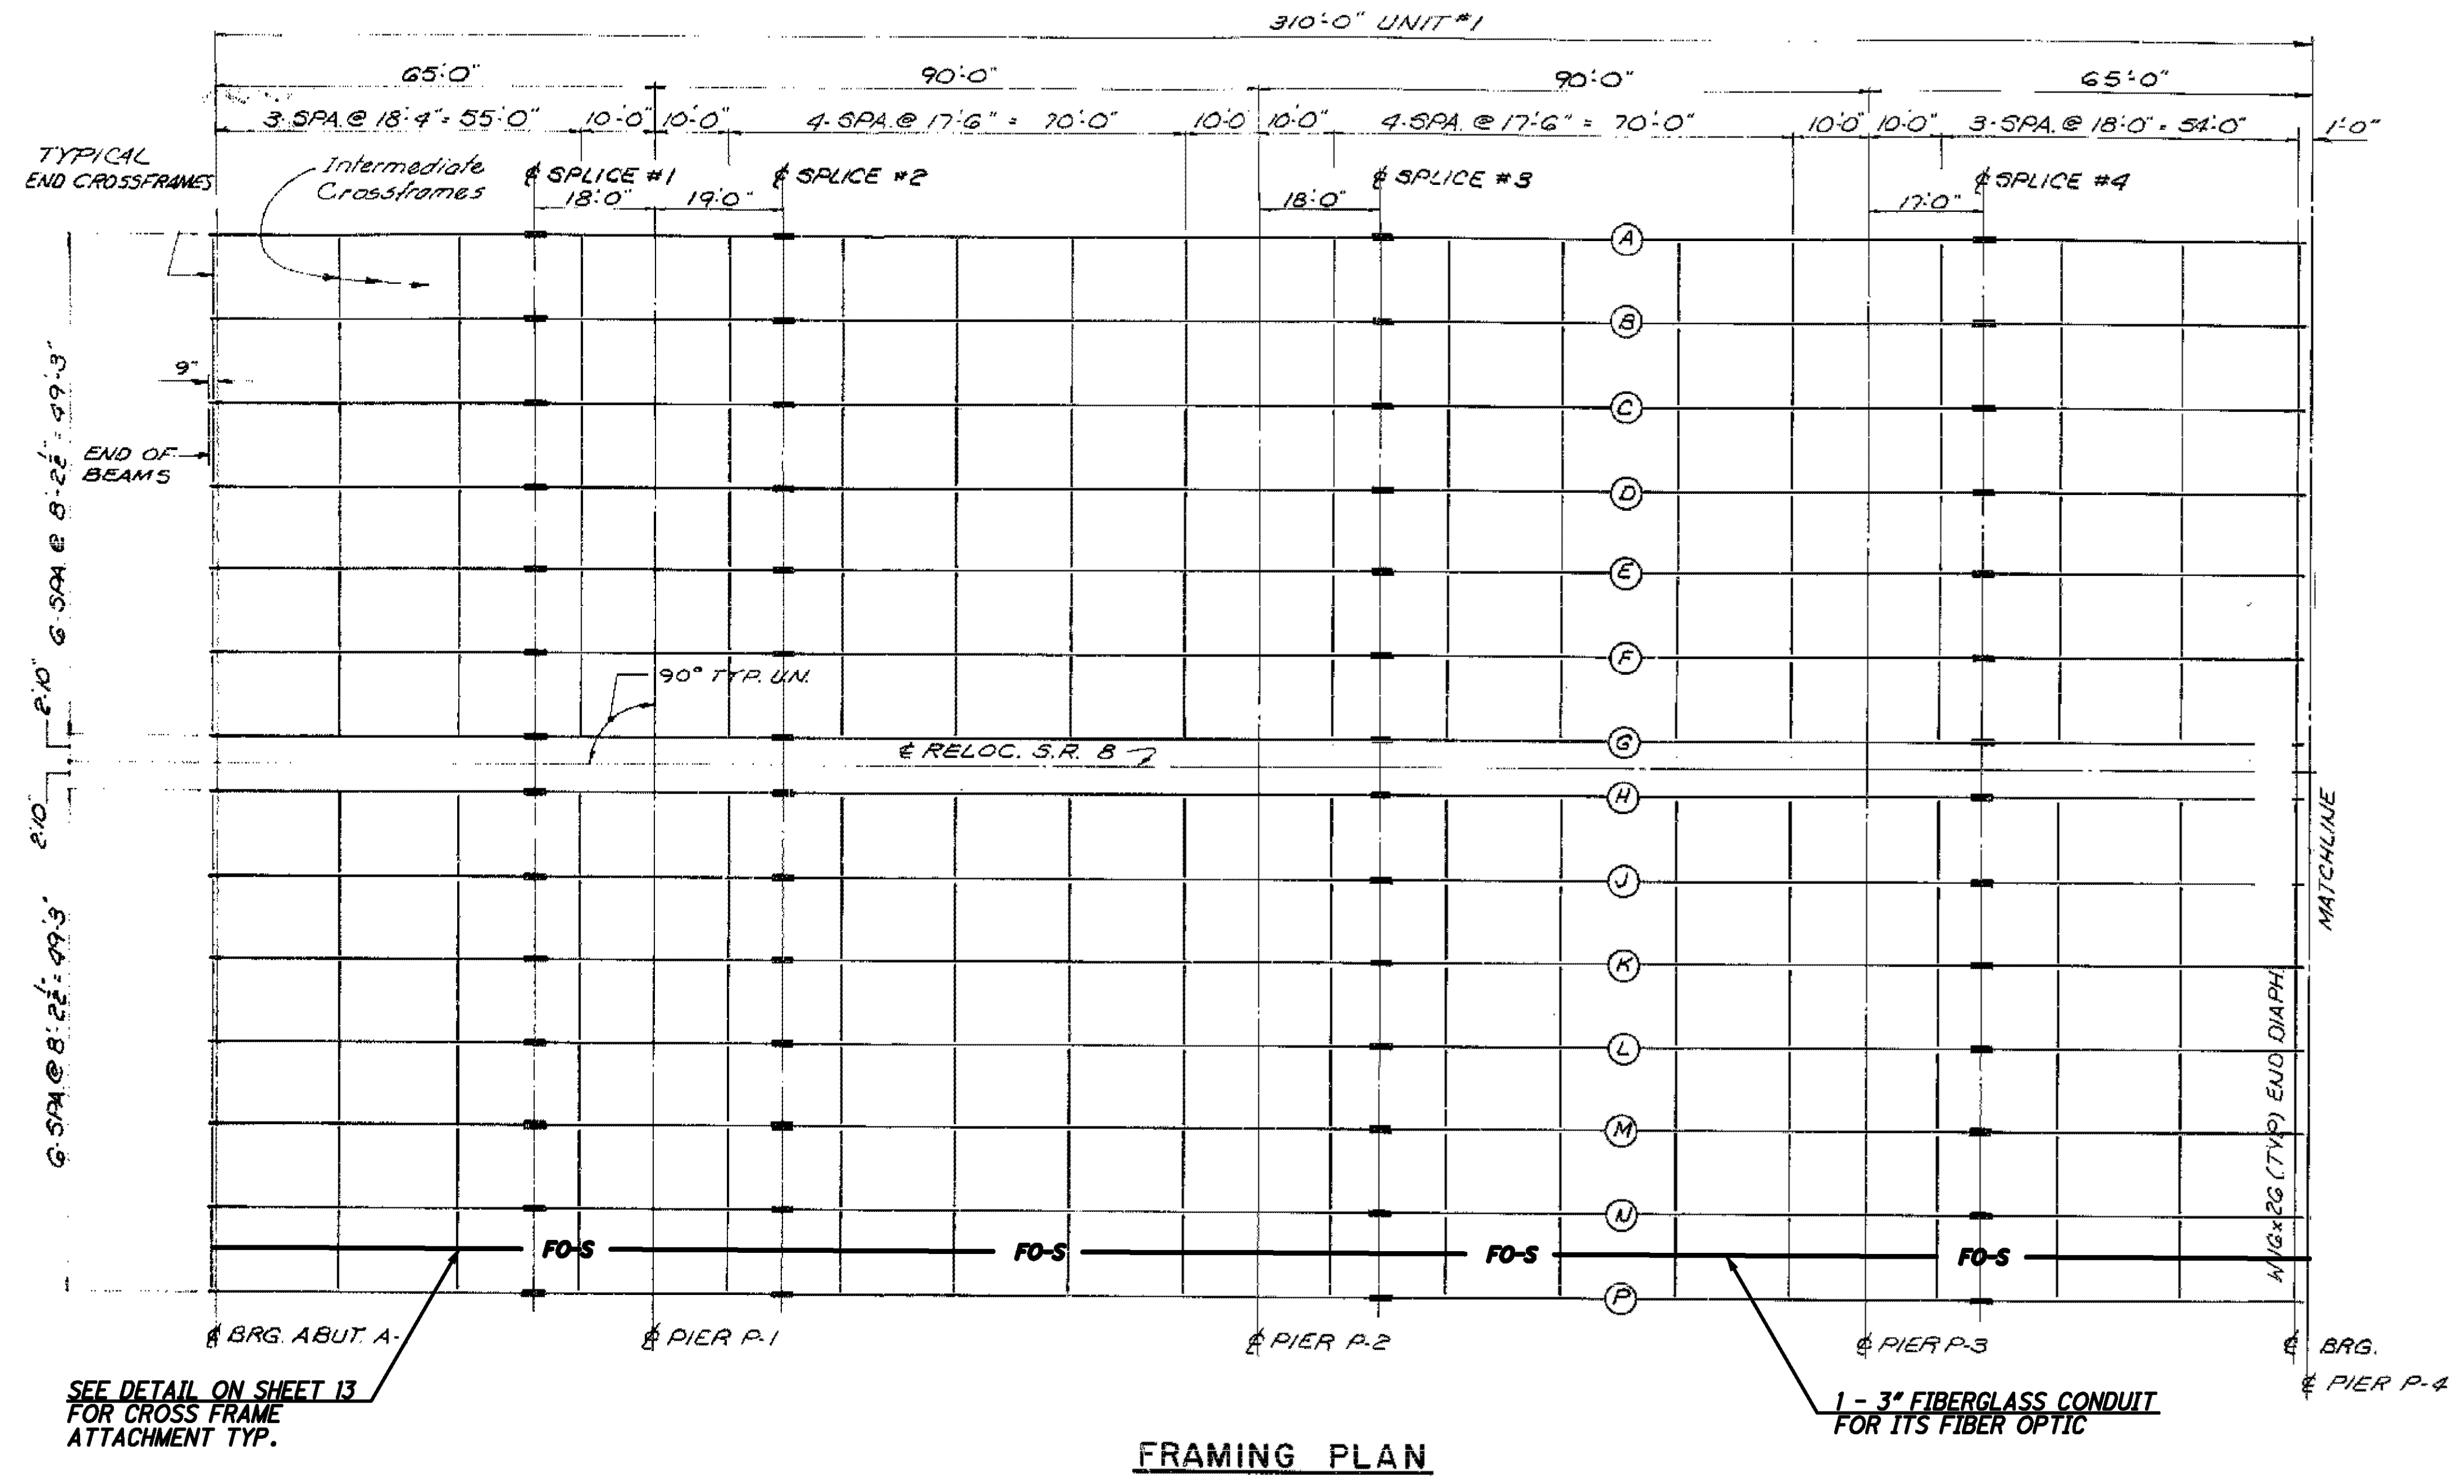 310'-0" UNIT #1
65'-0"
90'-0"
90'-0"
65'-0"
3-SPA. @ 18'-4" = 55'-0"
10'-0"
10'-0"
4-SPA. @ 17'-6" = 70'-0"
10'-0
10'-0"
4-SPA. @ 17'-6" = 70'-0"
10'-0"
10'-0"
3-SPA. @ 18'-0" = 54'-0"
1'-0"
TYPICAL
END CROSSFRAMES
Intermediate
Crossframes
℄ SPLICE #1
℄ SPLICE #2
℄ SPLICE #3
℄ SPLICE #4
18'-0"
19'-0"
18'-0"
17'-0"
A
B
C
D
E
F
G
H
J
K
L
M
N
P
9"
END OF
BEAMS
6-SPA. @ 8'-2½" = 49'-3"
2'-10"
2'-10"
6-SPA @ 8'-2½" = 49'-3"
90° TYP. U.N.
℄ RELOC. S.R. 8
MATCHLINE
W 16x26 (TYP) END DIAPH.
FO-S
FO-S
FO-S
FO-S
℄ BRG. ABUT. A-
℄ PIER P-1
℄ PIER P-2
℄ PIER P-3
℄ BRG.
℄ PIER P-4
SEE DETAIL ON SHEET 13
FOR CROSS FRAME
ATTACHMENT TYP.
1 - 3" FIBERGLASS CONDUIT
FOR ITS FIBER OPTIC
FRAMING PLAN